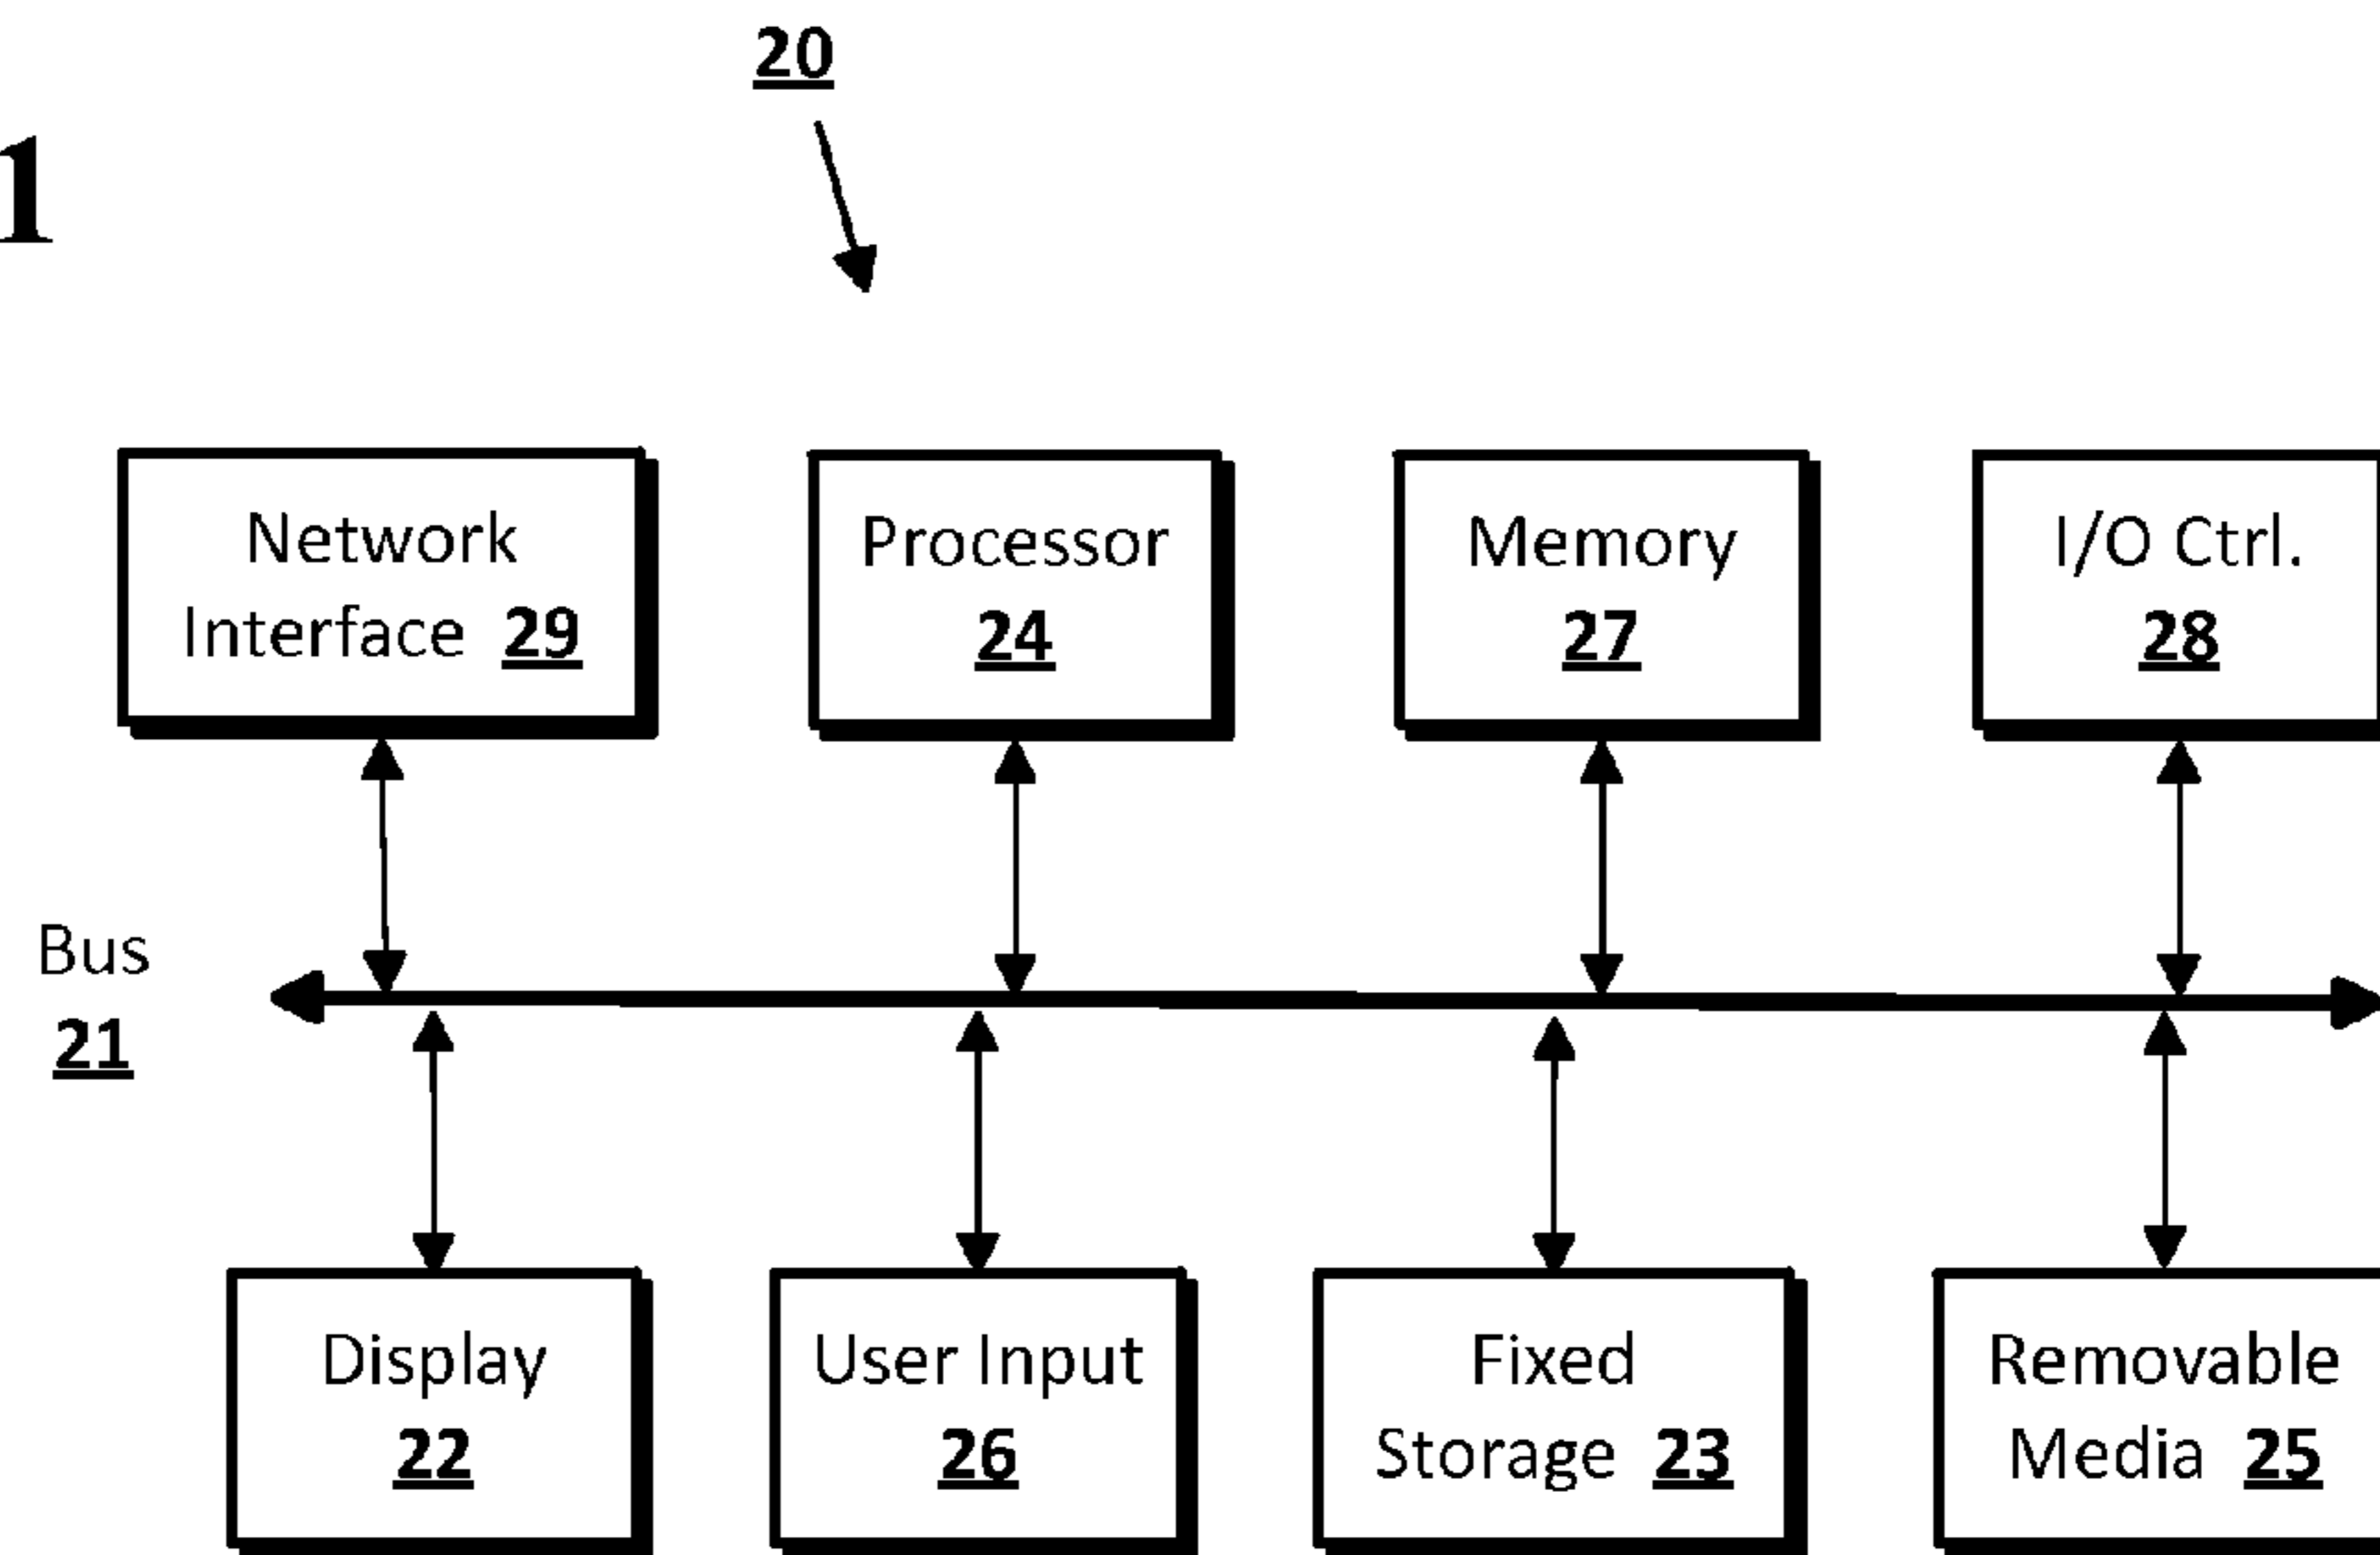 20
1
Network
Interface 29
Processor
24
Memory
27
I/O Ctrl.
28
Bus
21
Display
22
User Input
26
Fixed
Storage 23
Removable
Media 25